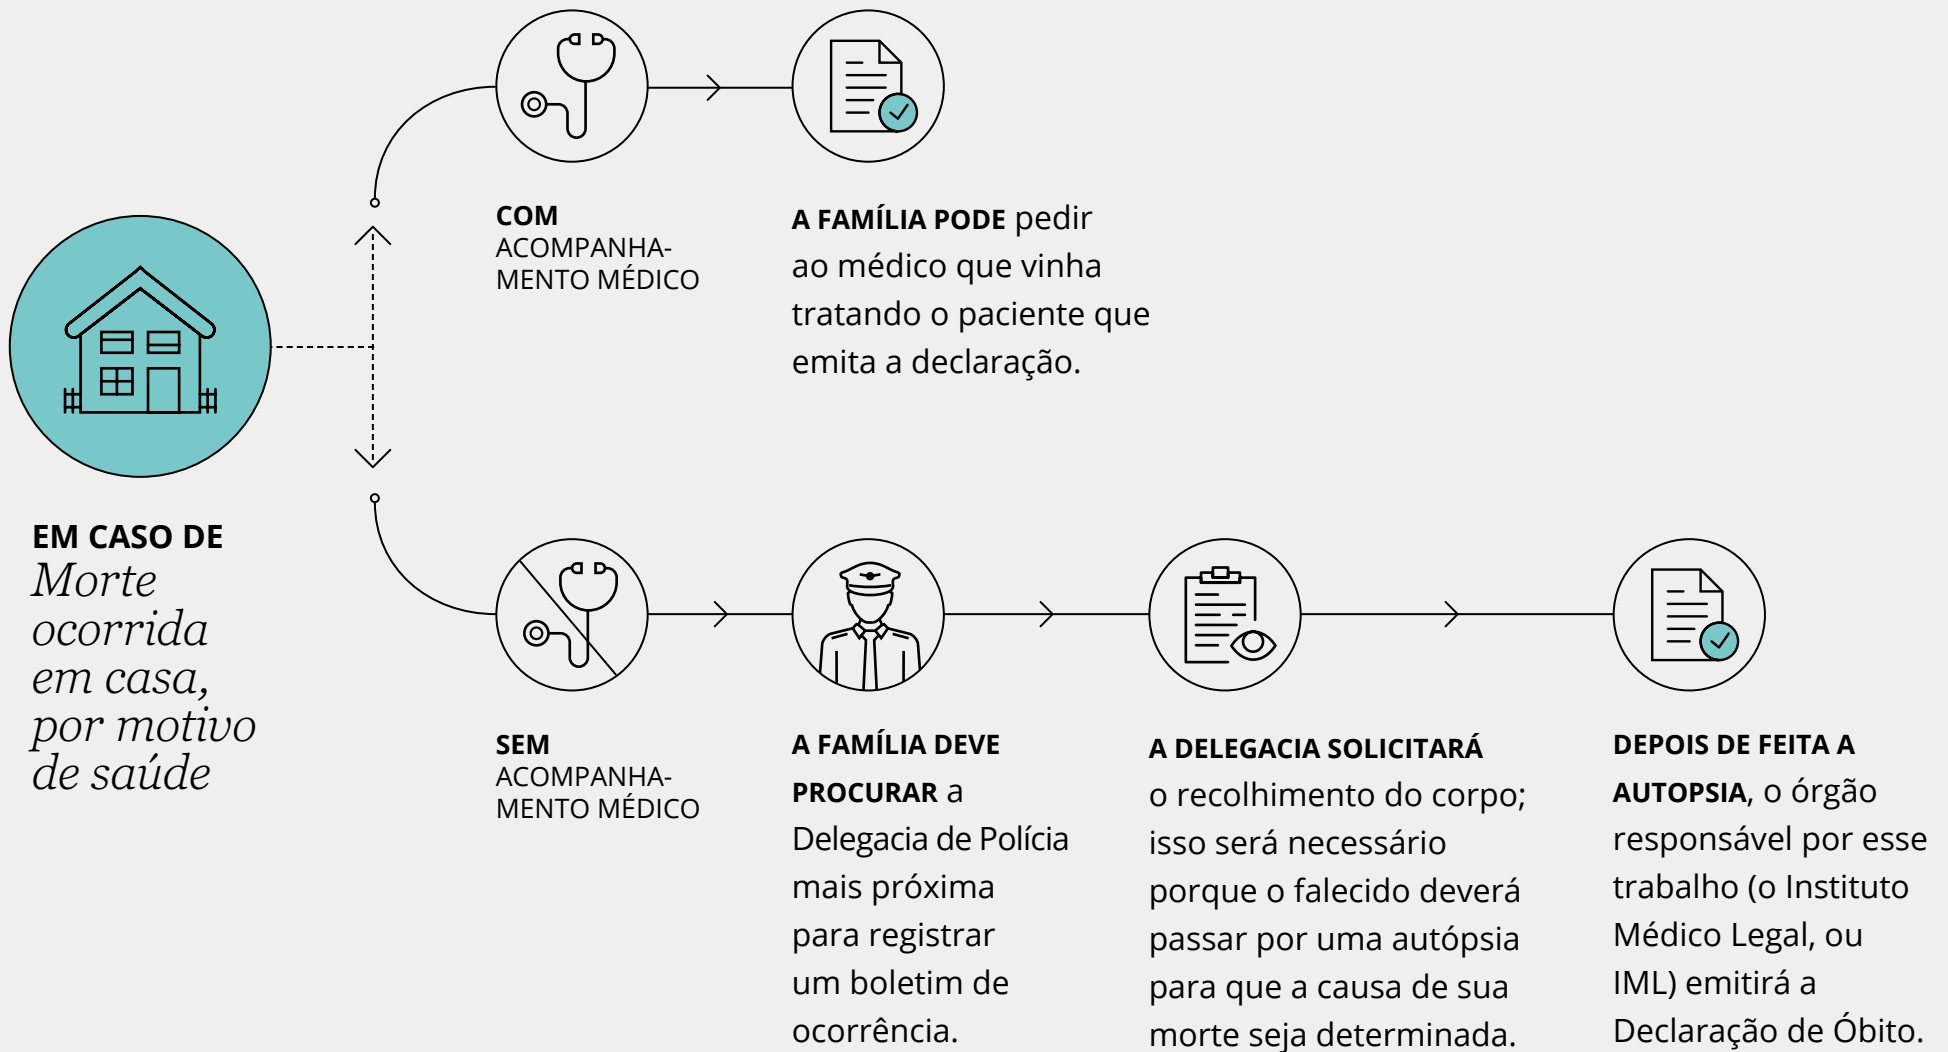 EM CASO DE
Morte
ocorrida
em casa,
por motivo
de saúde
COM
ACOMPANHA-
MENTO MÉDICO
A FAMÍLIA PODE pedir
ao médico que vinha
tratando o paciente que
emita a declaração.
SEM
ACOMPANHA-
MENTO MÉDICO
A FAMÍLIA DEVE
PROCURAR a
Delegacia de Polícia
mais próxima
para registrar
um boletim de
ocorrência.
A DELEGACIA SOLICITARÁ
o recolhimento do corpo;
isso será necessário
porque o falecido deverá
passar por uma autópsia
para que a causa de sua
morte seja determinada.
DEPOIS DE FEITA A
AUTOPSIA, o órgão
responsável por esse
trabalho (o Instituto
Médico Legal, ou
IML) emitirá a
Declaração de Óbito.